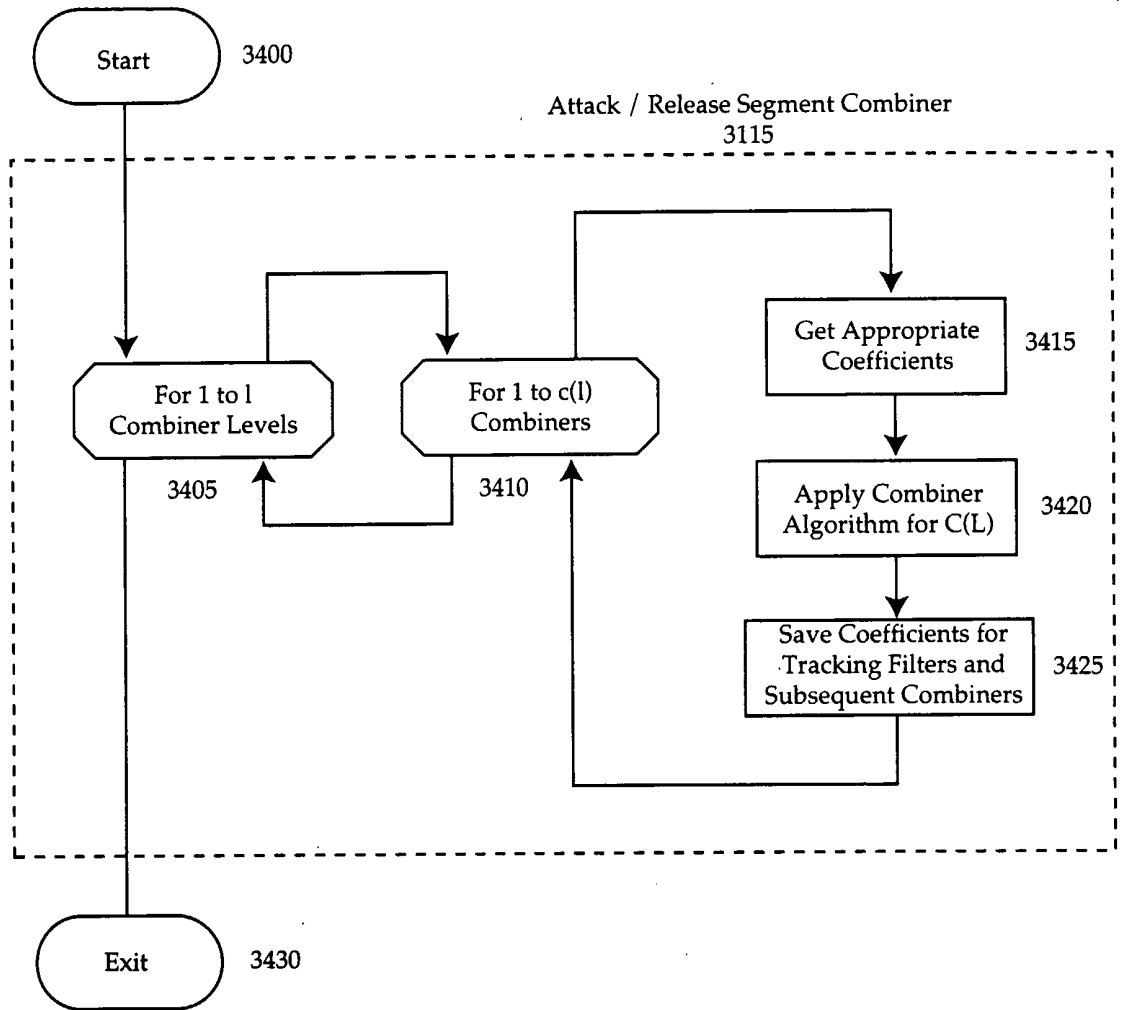 Start
3400
Attack / Release Segment Combiner
3115
For 1 to l
Combiner Levels
3405
For 1 to c(l)
Combiners
3410
Get Appropriate
Coefficients
3415
Apply Combiner
Algorithm for C(L)
3420
Save Coefficients for
Tracking Filters and
Subsequent Combiners
3425
Exit
3430